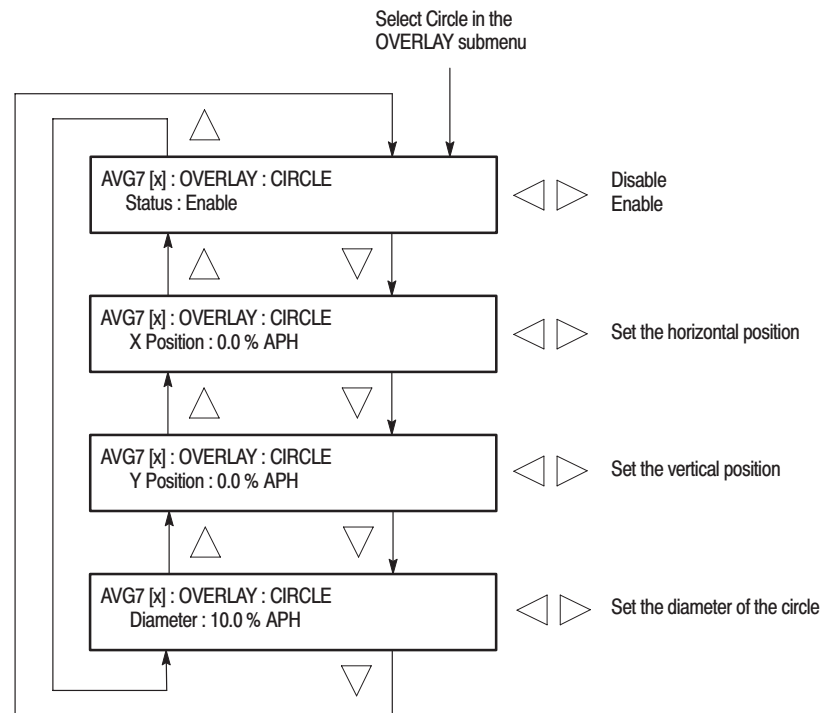 Select Circle in the
OVERLAY submenu
AVG7 [x] : OVERLAY : CIRCLE
Status : Enable
Disable
Enable
AVG7 [x] : OVERLAY : CIRCLE
X Position : 0.0 % APH
Set the horizontal position
AVG7 [x] : OVERLAY : CIRCLE
Y Position : 0.0 % APH
Set the vertical position
AVG7 [x] : OVERLAY : CIRCLE
Diameter : 10.0 % APH
Set the diameter of the circle